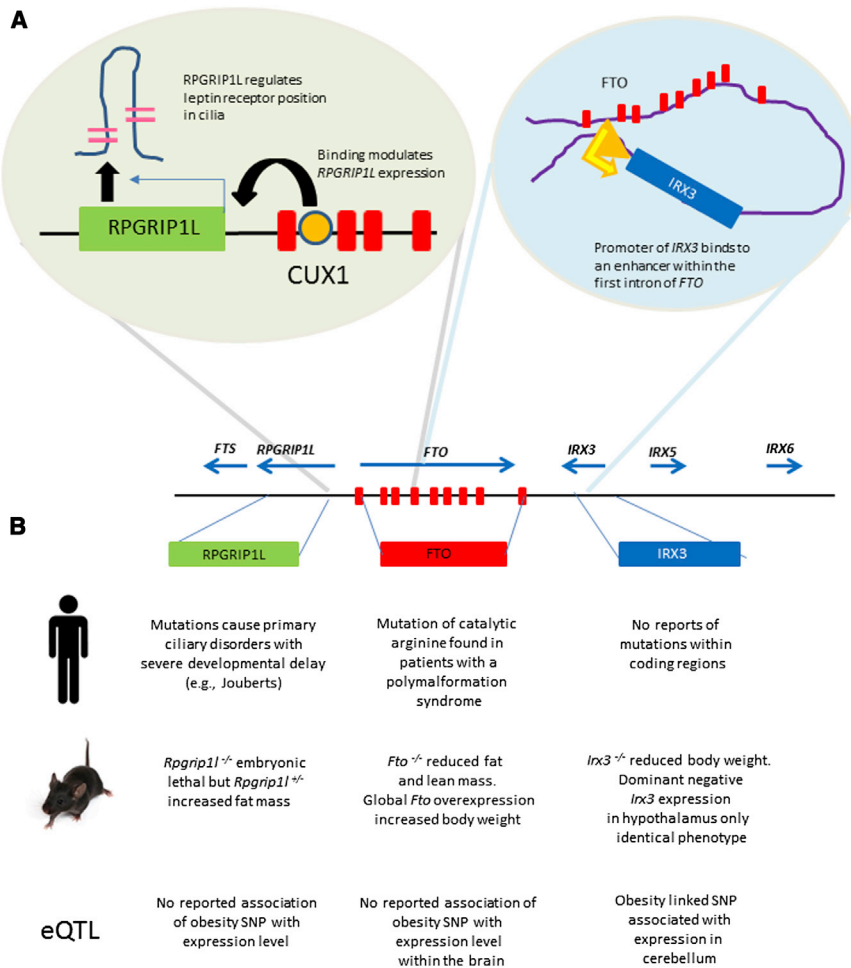 A
RPGRIP1L regulates
leptin receptor position
in cilia
Binding modulates
RPGRIP1L expression
RPGRIP1L
CUX1
FTO
IRX3
Promoter of IRX3 binds to
an enhancer within the
first intron of FTO
FTS RPGRIP1L FTO IRX3 IRX5 IRX6
B
RPGRIP1L FTO IRX3
Mutations cause primary
ciliary disorders with
severe developmental delay
(e.g., Jouberts)
Mutation of catalytic
arginine found in
patients with a
polymalformation
syndrome
No reports of
mutations within
coding regions
Rpgrip1l -/- embryonic
lethal but Rpgrip1l +/-
increased fat mass
Fto -/- reduced fat
and lean mass.
Global Fto overexpression
increased body weight
Irx3 -/- reduced body weight.
Dominant negative
Irx3 expression
in hypothalamus only
identical phenotype
eQTL
No reported association
of obesity SNP with
expression level
No reported association of
obesity SNP with
expression level
within the brain
Obesity linked SNP
associated with
expression in
cerebellum